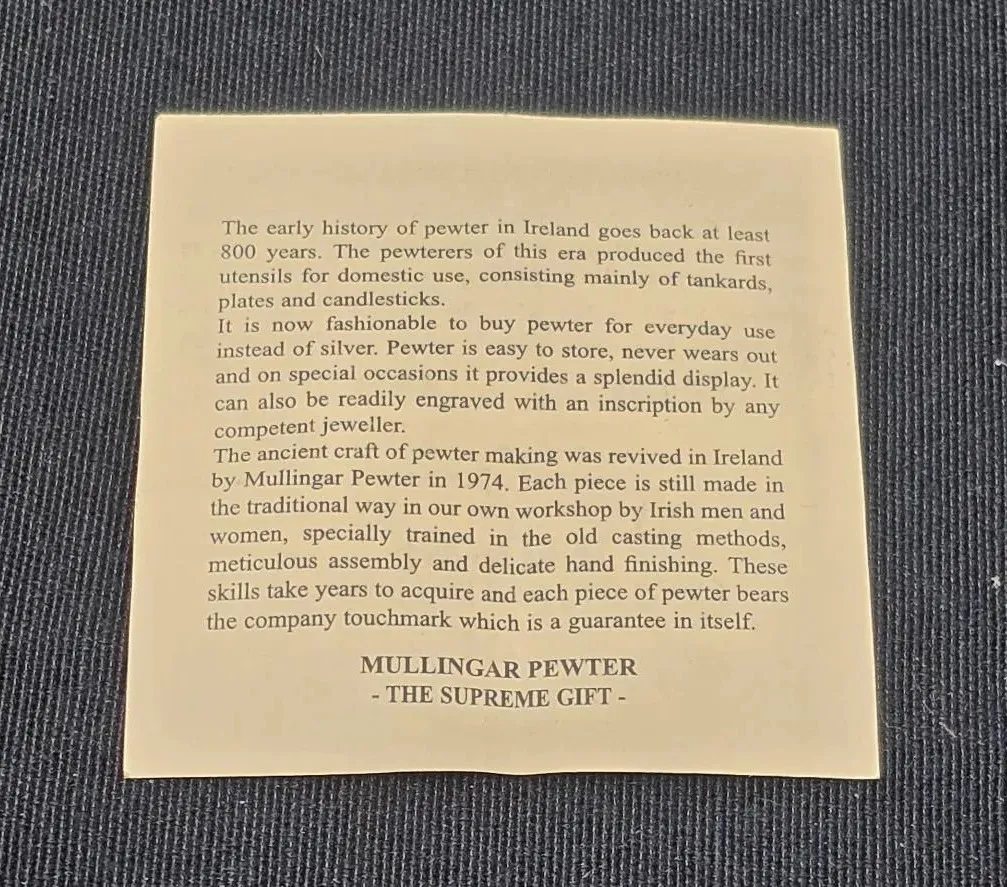 The early history of pewter in Ireland goes back at least
800 years. The pewterers of this era produced the first
utensils for domestic use, consisting mainly of tankards,
plates and candlesticks.
It is now fashionable to buy pewter for everyday use
instead of silver. Pewter is easy to store, never wears out
and on special occasions it provides a splendid display. It
can also be readily engraved with an inscription by any
competent jeweller.
The ancient craft of pewter making was revived in Ireland
by Mullingar Pewter in 1974. Each piece is still made in
the traditional way in our own workshop by Irish men and
women, specially trained in the old casting methods,
meticulous assembly and delicate hand finishing. These
skills take years to acquire and each piece of pewter bears
the company touchmark which is a guarantee in itself.
MULLINGAR PEWTER
- THE SUPREME GIFT -